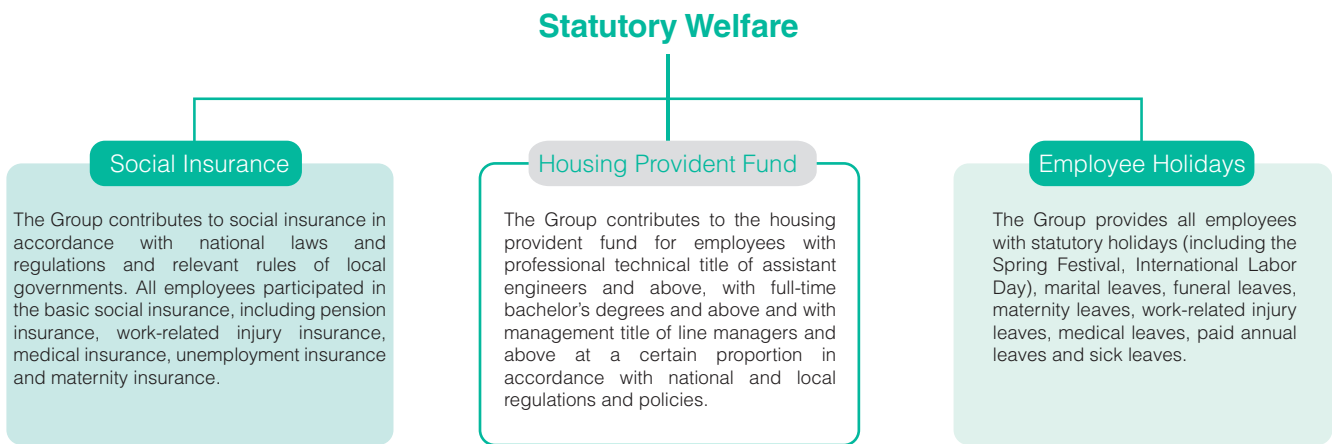 Statutory Welfare
Social Insurance
The Group contributes to social insurance in
accordance with national laws and
regulations and relevant rules of local
governments. All employees participated in
the basic social insurance, including pension
insurance, work-related injury insurance,
medical insurance, unemployment insurance
and maternity insurance.
Housing Provident Fund
The Group contributes to the housing
provident fund for employees with
professional technical title of assistant
engineers and above, with full-time
bachelor's degrees and above and with
management title of line managers and
above at a certain proportion in
accordance with national and local
regulations and policies.
Employee Holidays
The Group provides all employees
with statutory holidays (including the
Spring Festival, International Labor
Day), marital leaves, funeral leaves,
maternity leaves, work-related injury
leaves, medical leaves, paid annual
leaves and sick leaves.